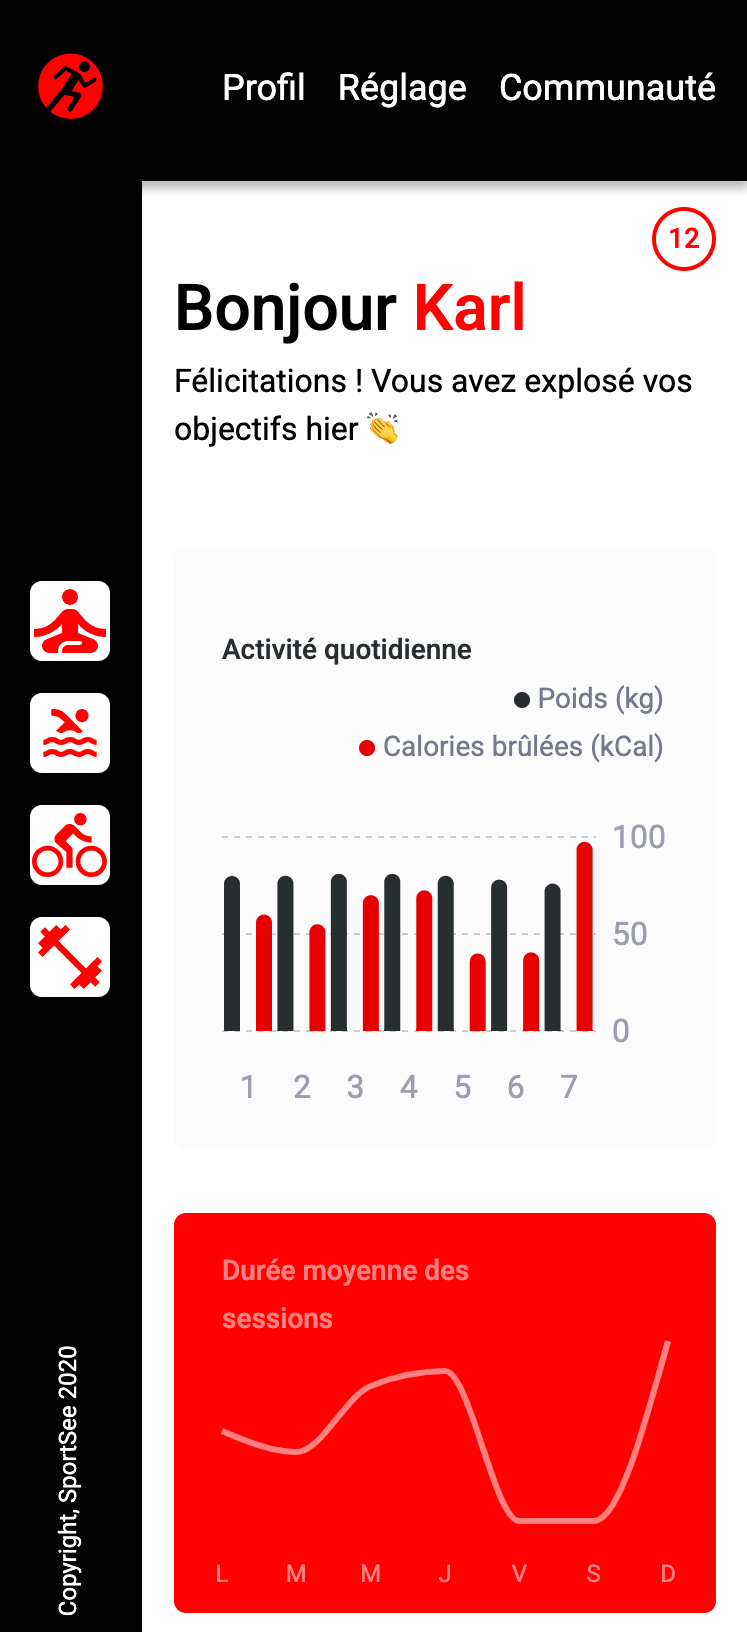 Profil Réglage Communauté
12
Bonjour Karl
Félicitations ! Vous avez explosé vos
objectifs hier 👏
Activité quotidienne
Poids (kg)
Calories brûlées (kCal)
100
50
0
1 2 3 4 5 6 7
Durée moyenne des
sessions
L M M J V S D
Copyright, SportSee 2020